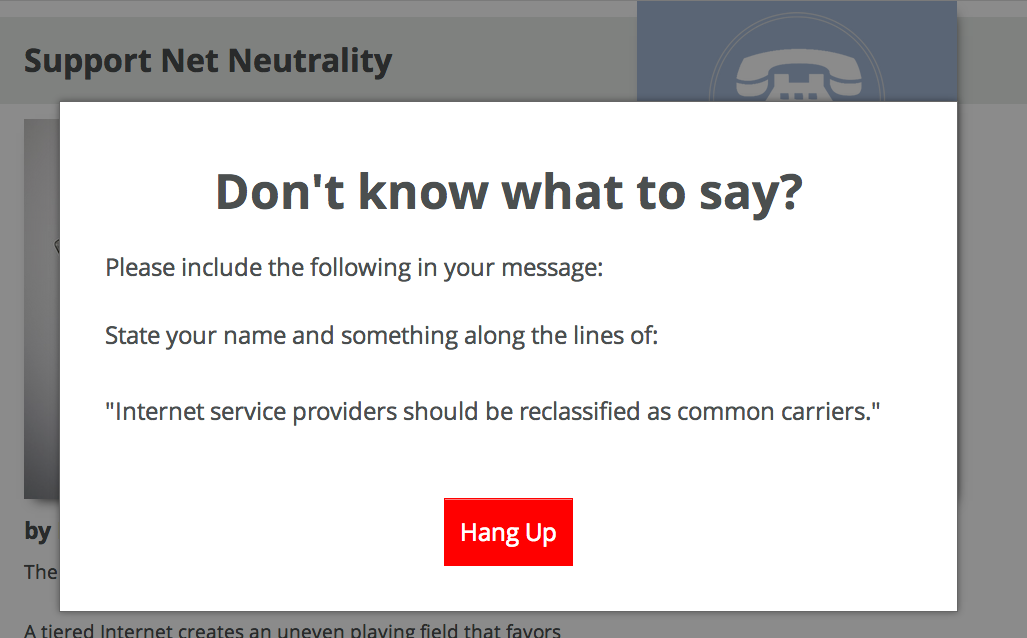 Support Net Neutrality
Don't know what to say?
Please include the following in your message:
State your name and something along the lines of:
"Internet service providers should be reclassified as common carriers."
Hang Up
by
The
A tiered Internet creates an uneven playing field that favors